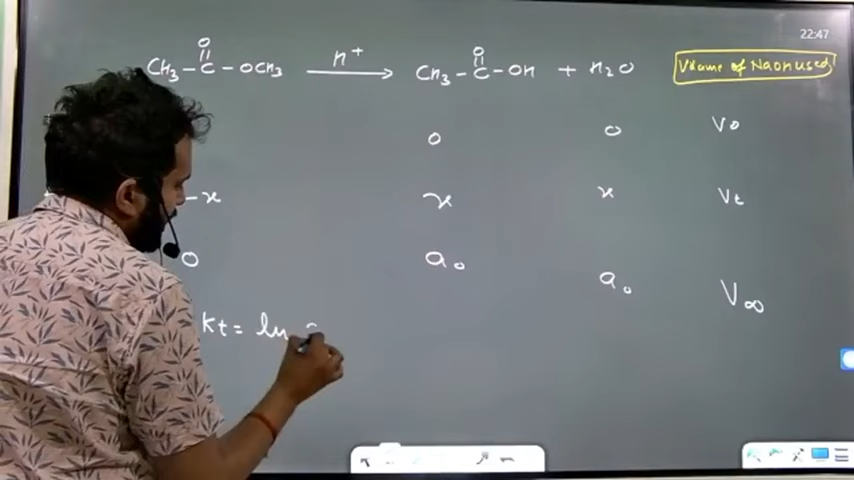 22:47
O O
CH3 – C – OCH3 H+ → CH3 – C – OH + H2O Volume of NaOH used
0 0 V0
– x x x Vt
0 a0 a0 V∞
Kt = ln